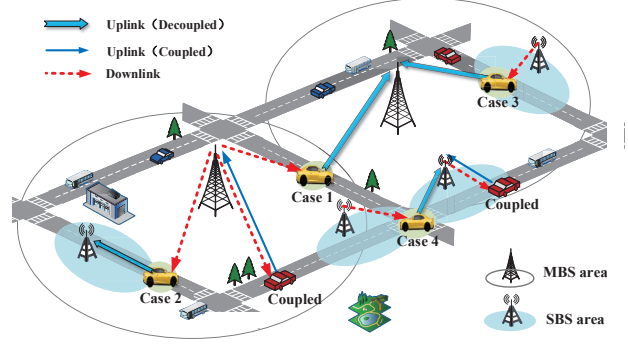 Uplink（Decoupled）
Uplink（Coupled）
Downlink
Case 3
Case 1
Coupled
Case 4
Case 2
Coupled
MBS area
SBS area